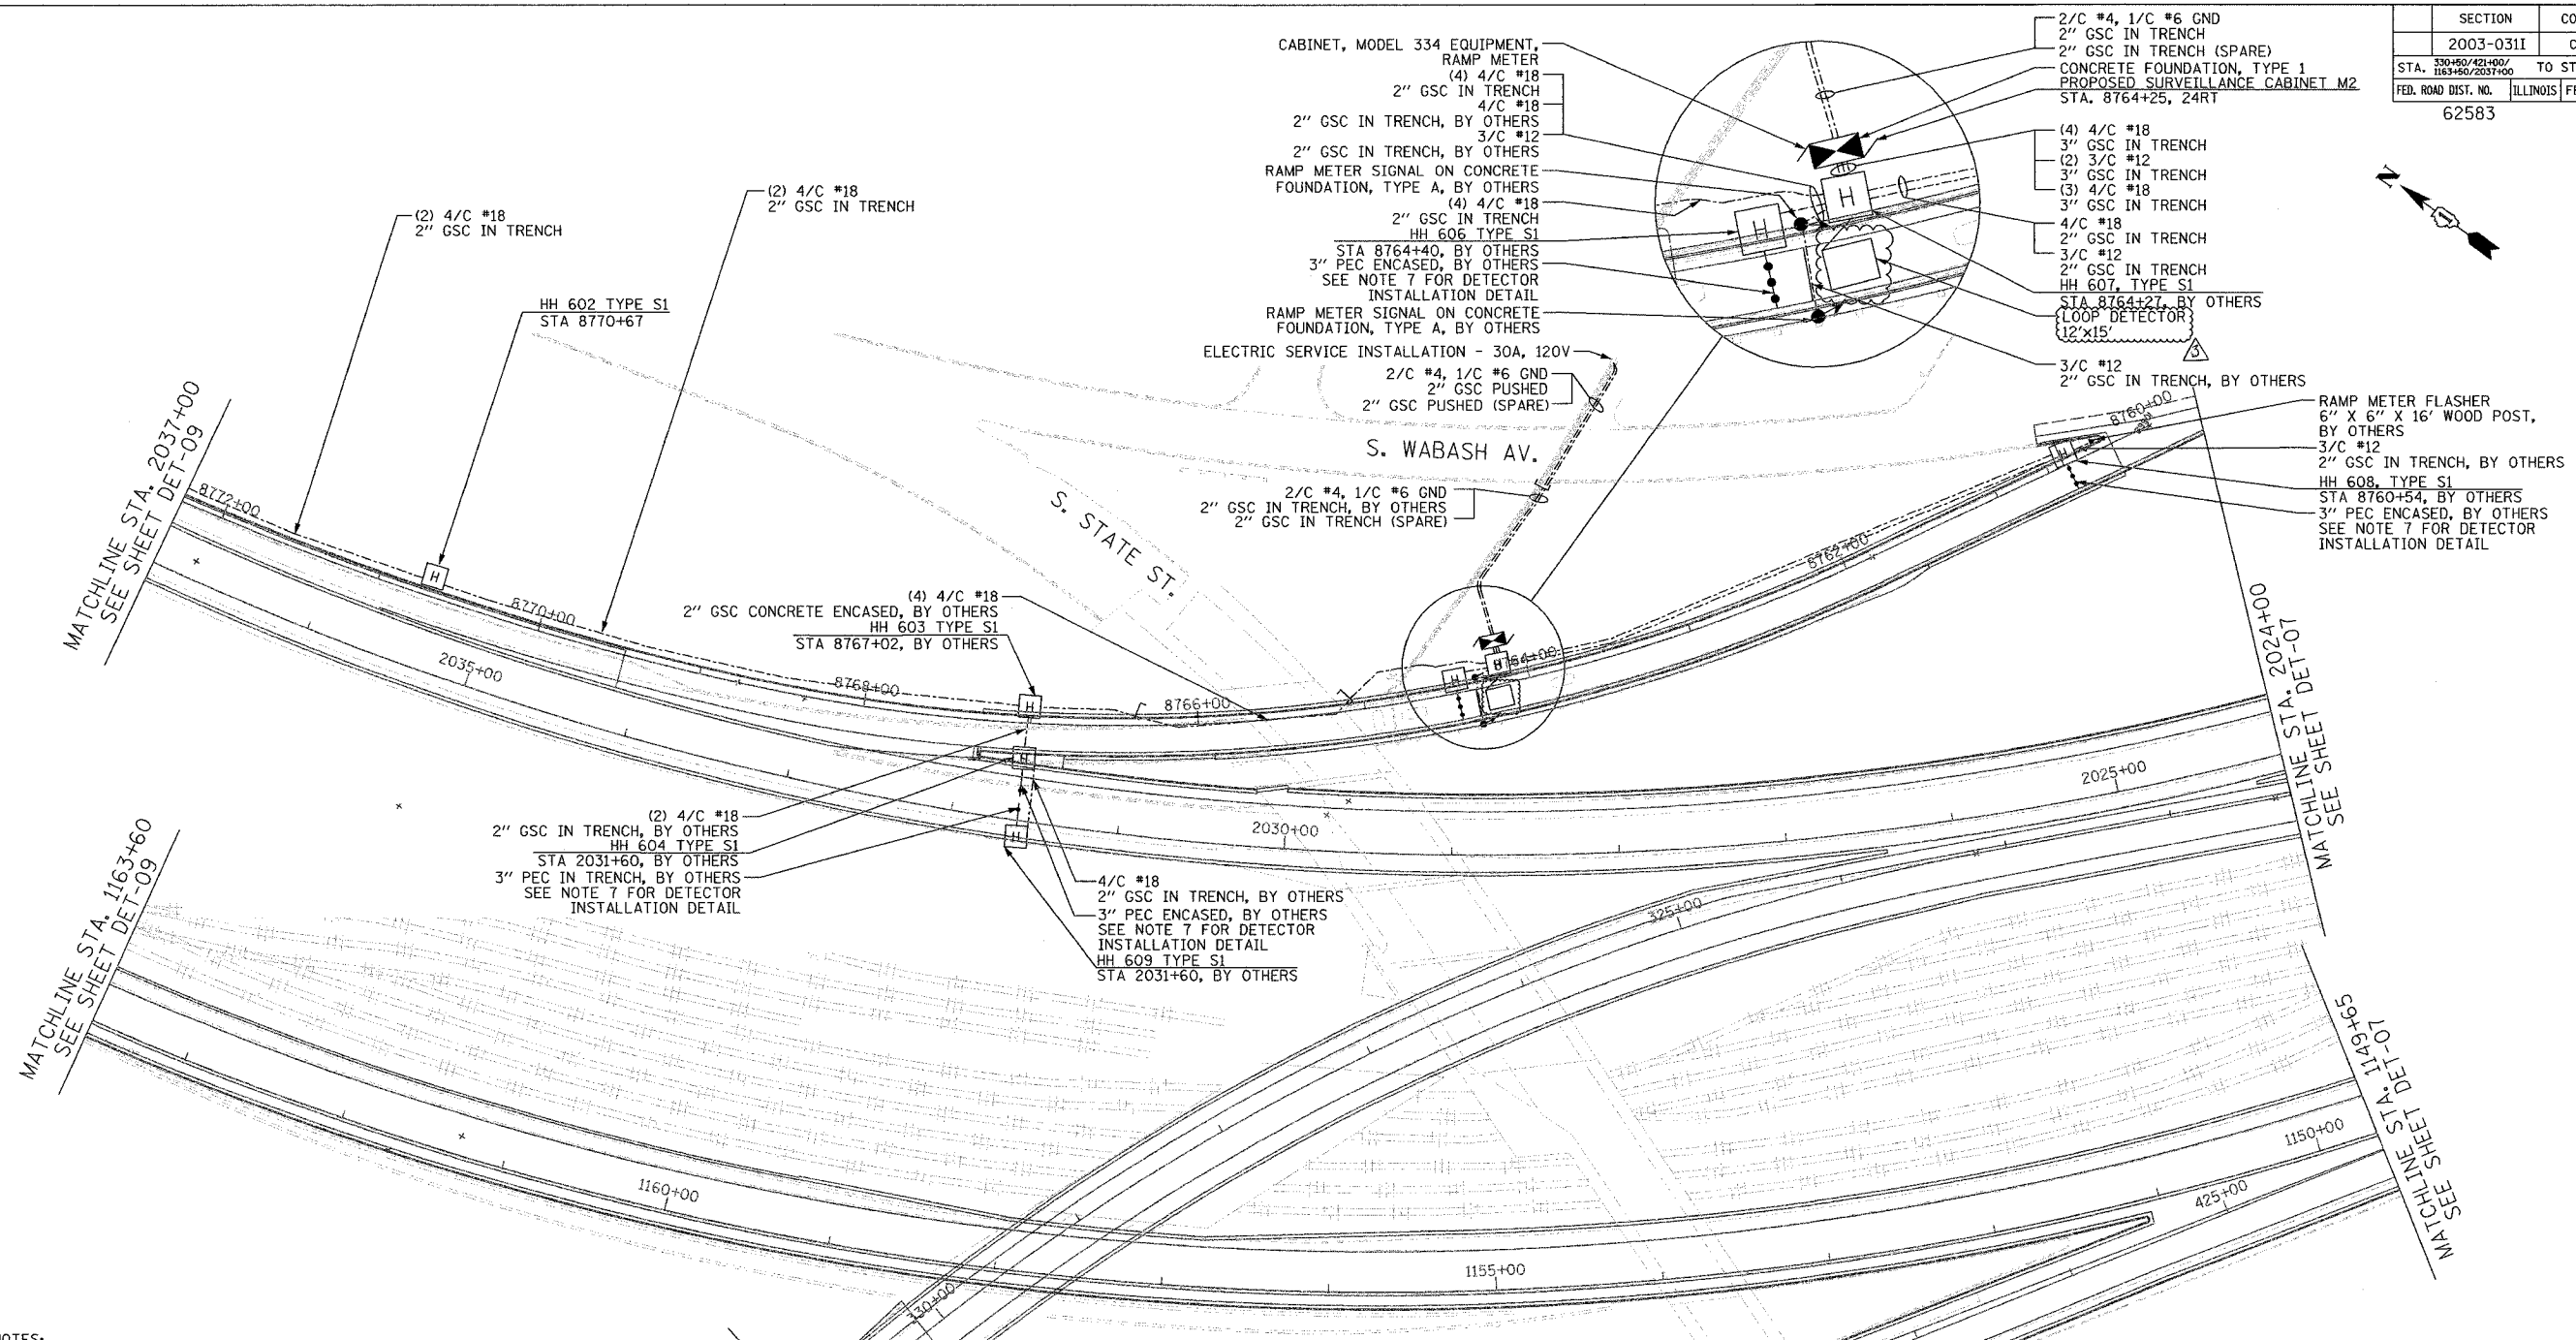 SECTION
2003-031I
STA. 330+50/421+00/
1163+60/2037+00 TO ST
FED. ROAD DIST. NO. ILLINOIS
62583
N
CABINET, MODEL 334 EQUIPMENT,
RAMP METER
(4) 4/C #18
2" GSC IN TRENCH
4/C #18
2" GSC IN TRENCH, BY OTHERS
3/C #12
2" GSC IN TRENCH, BY OTHERS
RAMP METER SIGNAL ON CONCRETE
FOUNDATION, TYPE A, BY OTHERS
(4) 4/C #18
2" GSC IN TRENCH
HH 606 TYPE S1
STA 8764+40, BY OTHERS
3" PEC ENCASED, BY OTHERS
SEE NOTE 7 FOR DETECTOR
INSTALLATION DETAIL
RAMP METER SIGNAL ON CONCRETE
FOUNDATION, TYPE A, BY OTHERS
H
H
2/C #4, 1/C #6 GND
2" GSC IN TRENCH
2" GSC IN TRENCH (SPARE)
CONCRETE FOUNDATION, TYPE 1
PROPOSED SURVEILLANCE CABINET M2
STA. 8764+25, 24RT
(4) 4/C #18
3" GSC IN TRENCH
(2) 3/C #12
3" GSC IN TRENCH
(3) 4/C #18
3" GSC IN TRENCH
4/C #18
2" GSC IN TRENCH
3/C #12
2" GSC IN TRENCH
HH 607, TYPE S1
STA 8764+27, BY OTHERS
LOOP DETECTOR
12'x15'
3
3/C #12
2" GSC IN TRENCH, BY OTHERS
RAMP METER FLASHER
6" X 6" X 16' WOOD POST,
BY OTHERS
3/C #12
2" GSC IN TRENCH, BY OTHERS
HH 608, TYPE S1
STA 8760+54, BY OTHERS
3" PEC ENCASED, BY OTHERS
SEE NOTE 7 FOR DETECTOR
INSTALLATION DETAIL
ELECTRIC SERVICE INSTALLATION - 30A, 120V
2/C #4, 1/C #6 GND
2" GSC PUSHED
2" GSC PUSHED (SPARE)
S. WABASH AV.
2/C #4, 1/C #6 GND
2" GSC IN TRENCH, BY OTHERS
2" GSC IN TRENCH (SPARE)
S. STATE ST.
(2) 4/C #18
2" GSC IN TRENCH
(2) 4/C #18
2" GSC IN TRENCH
HH 602 TYPE S1
STA 8770+67
MATCHLINE STA. 2037+00
SEE SHEET DET-09
8772+00
H
8770+00
8768+00
H
8766+00
H
H
8764+00
8762+00
H
8760+00
(4) 4/C #18
2" GSC CONCRETE ENCASED, BY OTHERS
HH 603 TYPE S1
STA 8767+02, BY OTHERS
2035+00
H
H
2030+00
2025+00
MATCHLINE STA. 2024+00
SEE SHEET DET-07
(2) 4/C #18
2" GSC IN TRENCH, BY OTHERS
HH 604 TYPE S1
STA 2031+60, BY OTHERS
3" PEC IN TRENCH, BY OTHERS
SEE NOTE 7 FOR DETECTOR
INSTALLATION DETAIL
4/C #18
2" GSC IN TRENCH, BY OTHERS
3" PEC ENCASED, BY OTHERS
SEE NOTE 7 FOR DETECTOR
INSTALLATION DETAIL
HH 609 TYPE S1
STA 2031+60, BY OTHERS
MATCHLINE STA. 1163+60
SEE SHEET DET-09
325+00
1160+00
1155+00
1150+00
425+00
330+00
MATCHLINE STA. 1149+65
SEE SHEET DET-07
NOTES: